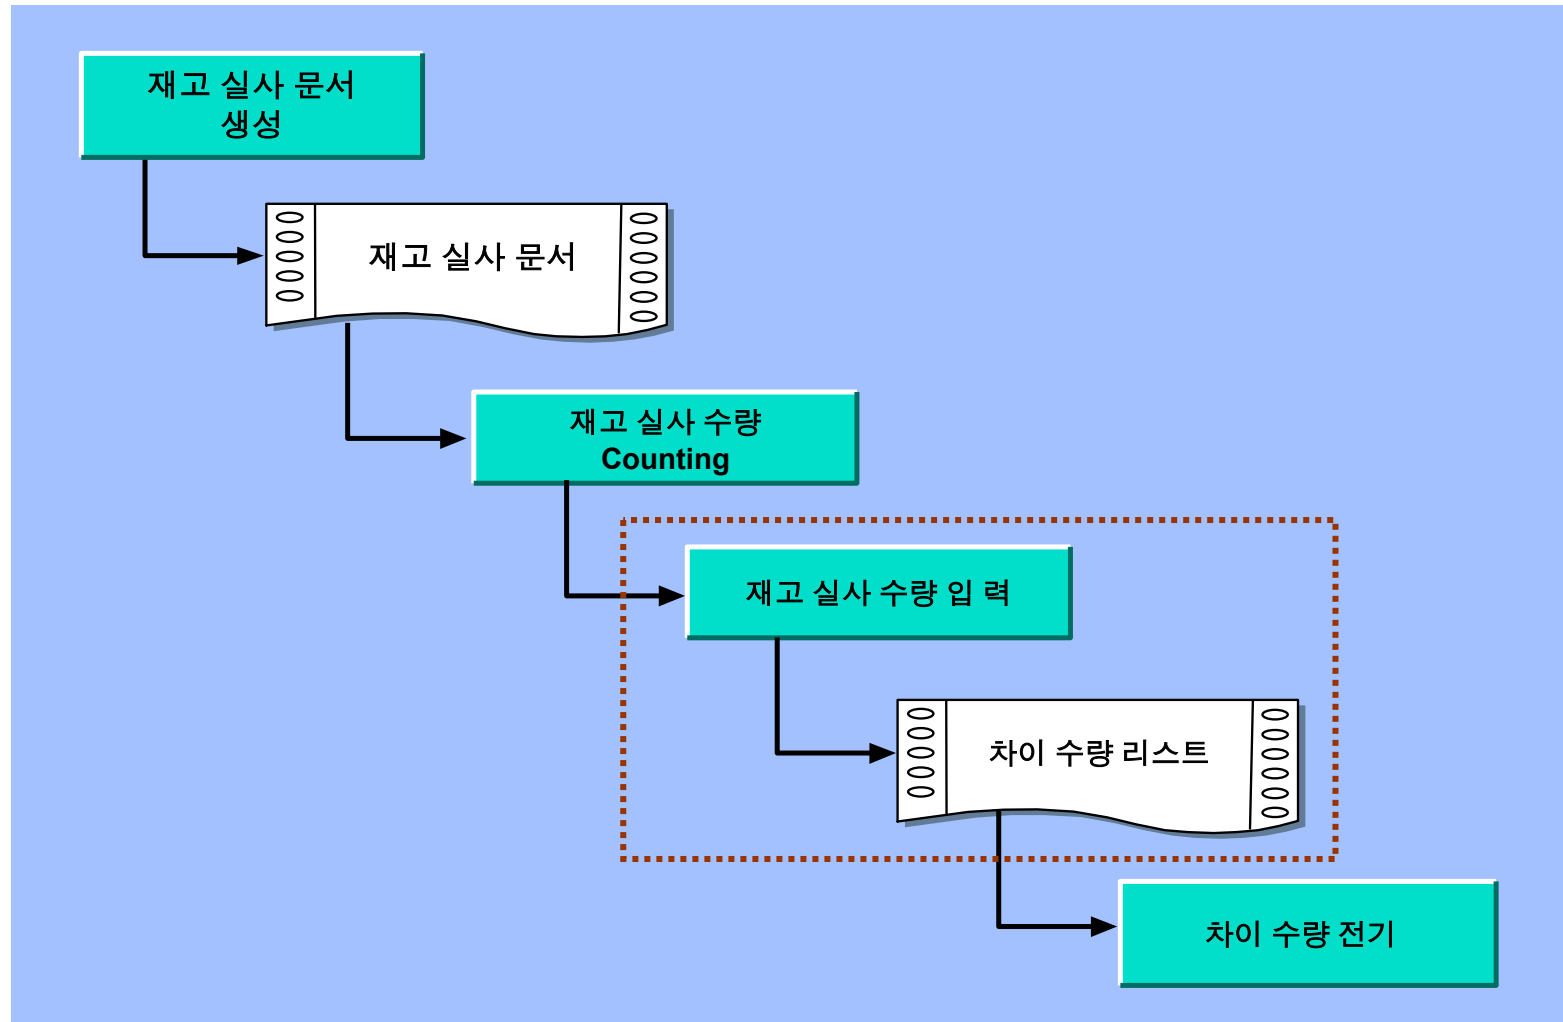 재고 실사 문서
생성
재고 실사 문서
재고 실사 수량
Counting
재고 실사 수량 입 력
차이 수량 리스트
차이 수량 전기